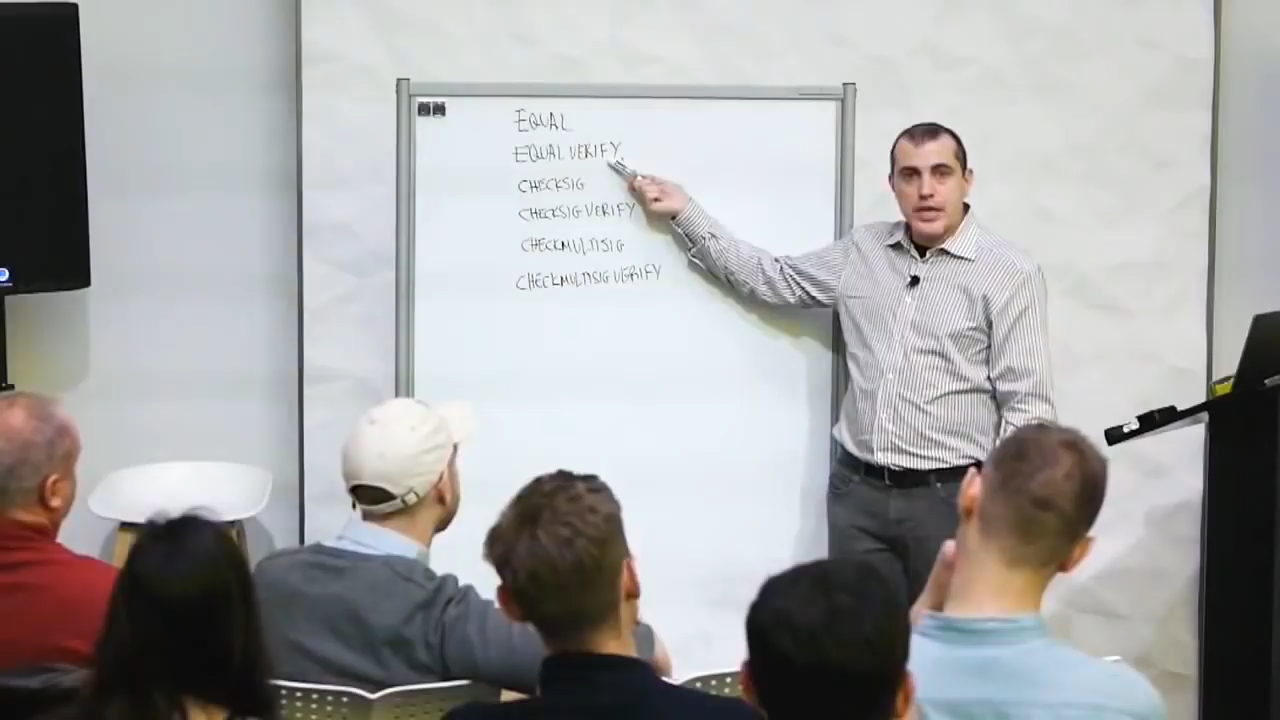 EQUAL
EQUAL VERIFY
CHECKSIG
CHECKSIG VERIFY
CHECKMULTISIG
CHECKMULTISIG VERIFY